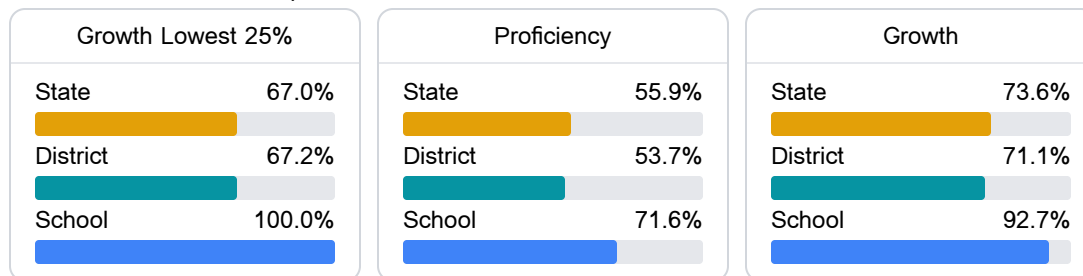 Growth Lowest 25%
State 67.0%
District 67.2%
School 100.0%
Proficiency
State 55.9%
District 53.7%
School 71.6%
Growth
State 73.6%
District 71.1%
School 92.7%